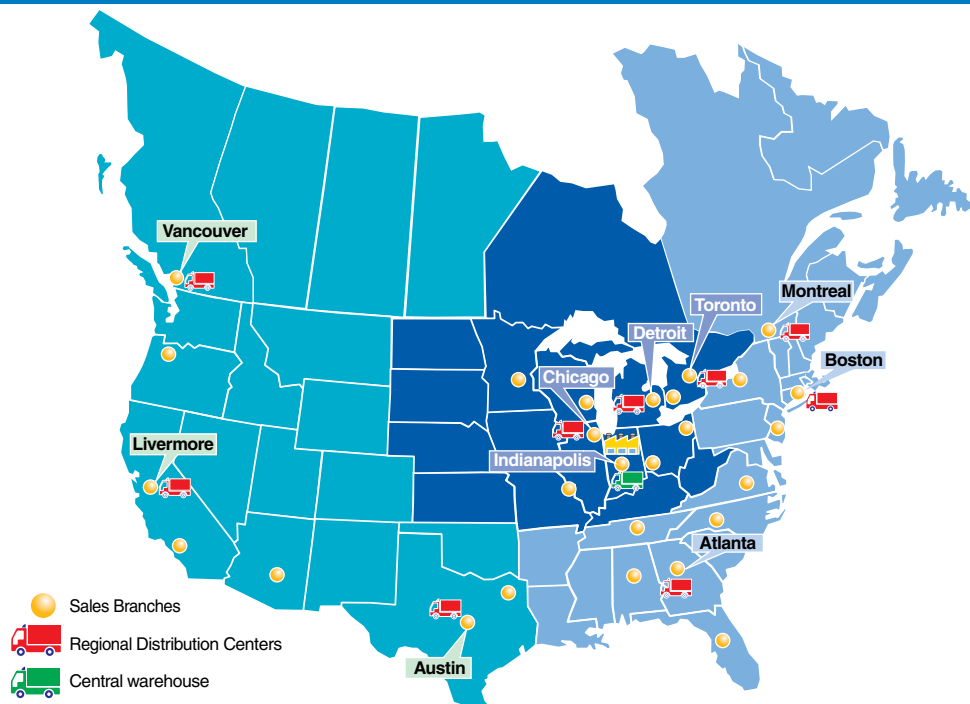 Vancouver
Montreal
Toronto
Detroit
Boston
Chicago
Livermore
Indianapolis
Atlanta
Sales Branches
Regional Distribution Centers
Austin
Central warehouse